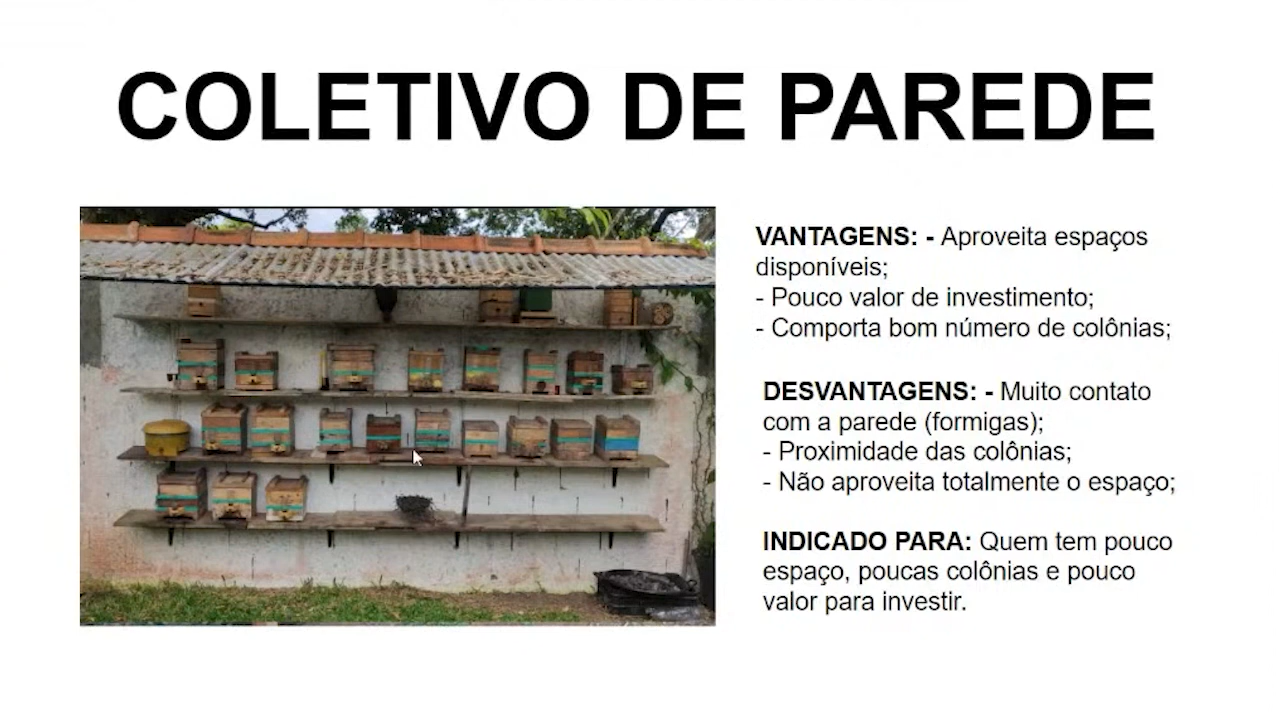 COLETIVO DE PAREDE
VANTAGENS: - Aproveita espaços
disponíveis;
- Pouco valor de investimento;
- Comporta bom número de colônias;
DESVANTAGENS: - Muito contato
com a parede (formigas);
- Proximidade das colônias;
- Não aproveita totalmente o espaço;
INDICADO PARA: Quem tem pouco
espaço, poucas colônias e pouco
valor para investir.